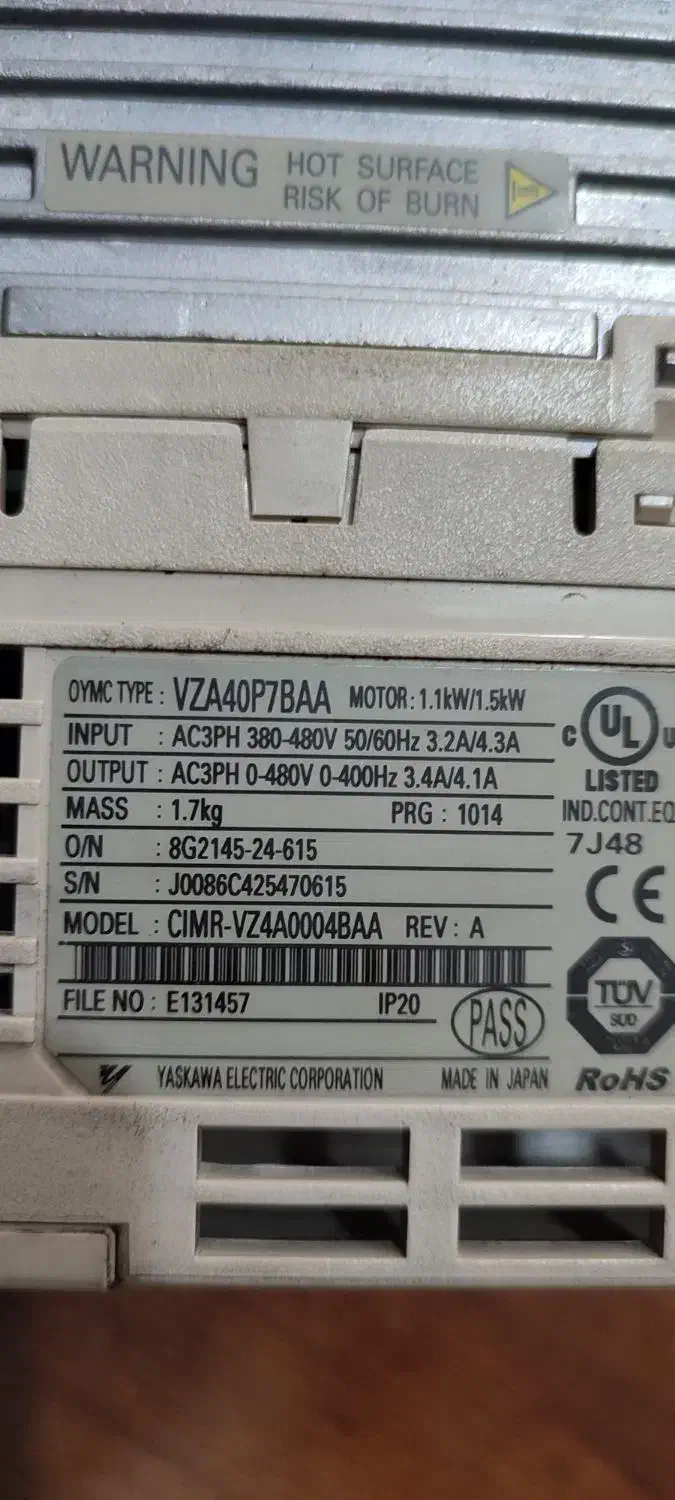 WARNING HOT SURFACE
RISK OF BURN
OYMC TYPE : VZA40P7BAA MOTOR : 1.1kW/1.5kW
INPUT : AC3PH 380-480V 50/60Hz 3.2A/4.3A
OUTPUT : AC3PH 0-480V 0-400Hz 3.4A/4.1A
MASS : 1.7kg PRG : 1014
O/N : 8G2145-24-615
S/N : J0086C425470615
MODEL : CIMR-VZ4A0004BAA REV : A
FILE NO : E131457 IP20
PASS
YASKAWA ELECTRIC CORPORATION MADE IN JAPAN
C UL U
LISTED
IND.CONT.EQ
7J48
CE
TÜV
SÜD
RoHS